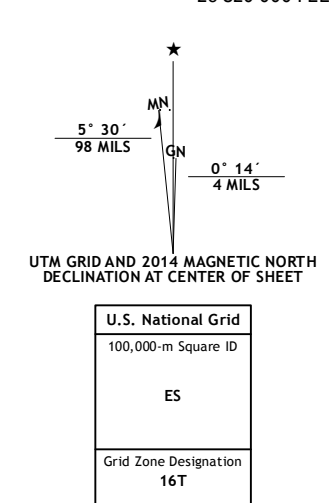 MN.
5° 30´
98 MILS
GN
0° 14´
4 MILS
UTM GRID AND 2014 MAGNETIC NORTH
DECLINATION AT CENTER OF SHEET
U.S. National Grid
100,000-m Square ID
ES
Grid Zone Designation
16T